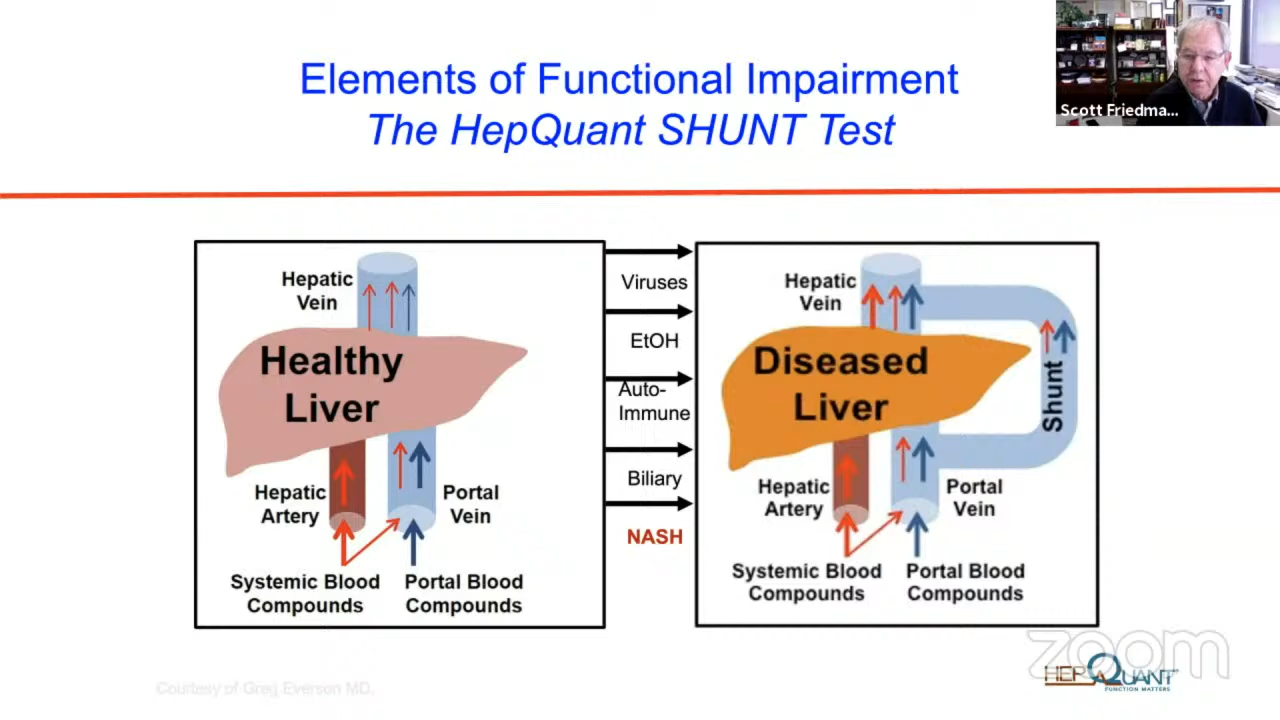 Elements of Functional Impairment
The HepQuant SHUNT Test
Scott Friedma...
Hepatic
Vein
Healthy
Liver
Hepatic
Artery
Portal
Vein
Systemic Blood
Compounds
Portal Blood
Compounds
Viruses
EtOH
Auto-
Immune
Biliary
NASH
Hepatic
Vein
Diseased
Liver
Shunt
Hepatic
Artery
Portal
Vein
Systemic Blood
Compounds
Portal Blood
Compounds
Courtesy of Greg Everson MD.
zoom
HEPQUANT
FUNCTION MATTERS